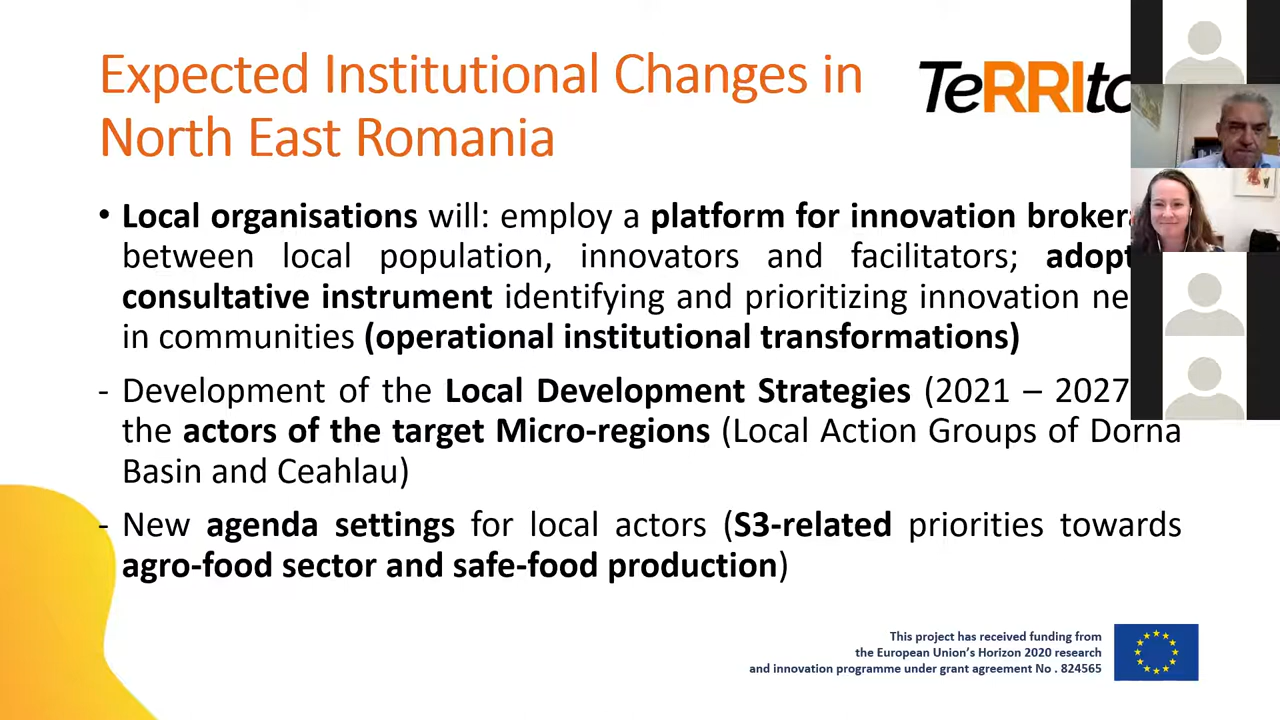 Expected Institutional Changes in
North East Romania
TeRRIto
• Local organisations will: employ a platform for innovation
between local population, innovators and facilitators;
consultative instrument identifying and prioritizing innovation
in communities (operational institutional transformations)
- Development of the Local Development Strategies (2021 – 2027
the actors of the target Micro-regions (Local Action Groups of Dorna
Basin and Ceahlau)
- New agenda settings for local actors (S3-related priorities towards
agro-food sector and safe-food production)
This project has received funding from
the European Union's Horizon 2020 research
and innovation programme under grant agreement No . 824565